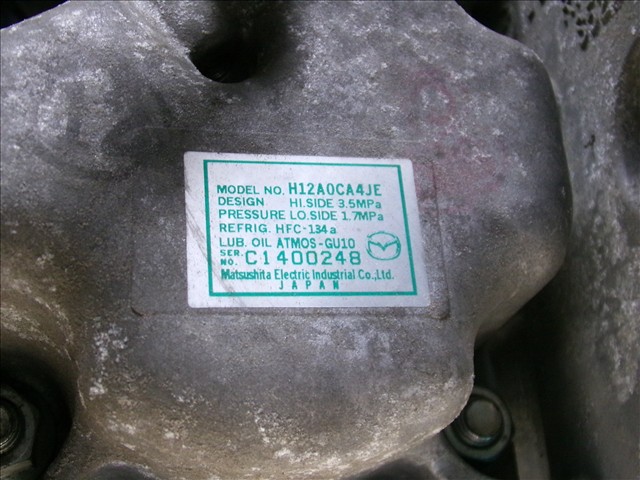 MODEL NO. H12A0CA4JE
DESIGN HI.SIDE 3.5MPa
PRESSURE LO.SIDE 1.7MPa
REFRIG. HFC-134a
LUB. OIL ATMOS-GU10
SER. NO. C1400248
Matsushita Electric Industrial Co., Ltd.
JAPAN